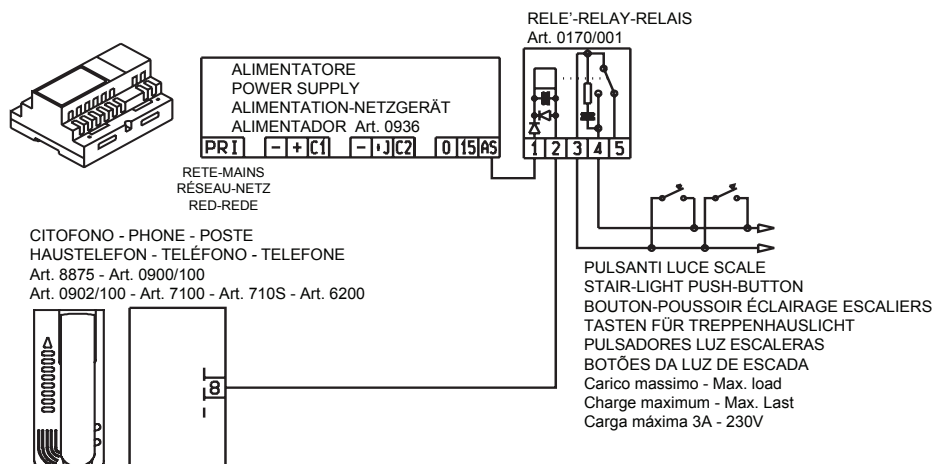 RELE'-RELAY-RELAIS
Art. 0170/001
ALIMENTATORE
POWER SUPPLY
ALIMENTATION-NETZGERÄT
ALIMENTADOR Art. 0936
PRI - + C1 - C2 0 15 AS
1 2 3 4 5
RETE-MAINS
RÉSEAU-NETZ
RED-REDE
CITOFONO - PHONE - POSTE
HAUSTELEFON - TELÉFONO - TELEFONE
Art. 8875 - Art. 0900/100
Art. 0902/100 - Art. 7100 - Art. 710S - Art. 6200
8
PULSANTI LUCE SCALE
STAIR-LIGHT PUSH-BUTTON
BOUTON-POUSSOIR ÉCLAIRAGE ESCALIERS
TASTEN FÜR TREPPENHAUSLICHT
PULSADORES LUZ ESCALERAS
BOTÕES DA LUZ DE ESCADA
Carico massimo - Max. load
Charge maximum - Max. Last
Carga máxima 3A - 230V